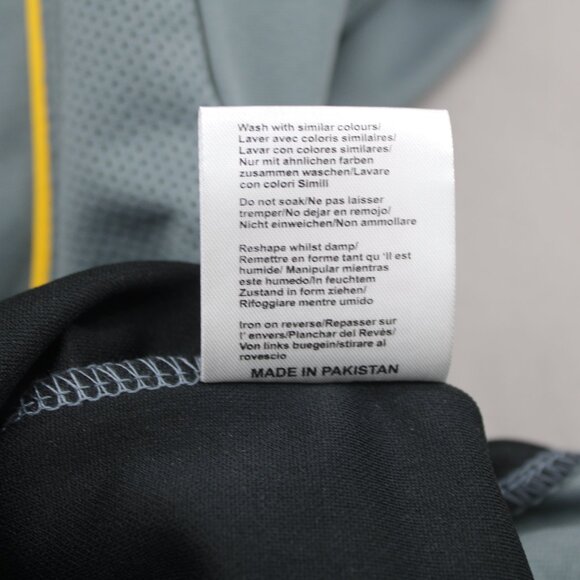 Wash with similar colours/
Laver avec coloris similaires/
Lavar con colores similares/
Nur mit ahnlichen farben
zusammen waschen/Lavare
con colori Simili
Do not soak/Ne pas laisser
tremper/No dejar en remojo/
Nicht einweichen/Non ammollare
Reshape whilst damp/
Remettre en forme tant qu 'Il est
humide/ Manipular mientras
este humedo/In feuchtem
Zustand in form ziehen/
Rifoggiare mentre umido
Iron on reverse/Repasser sur
l' envers/Planchar del Revès/
Von links buegein/stirare al
rovescio
MADE IN PAKISTAN